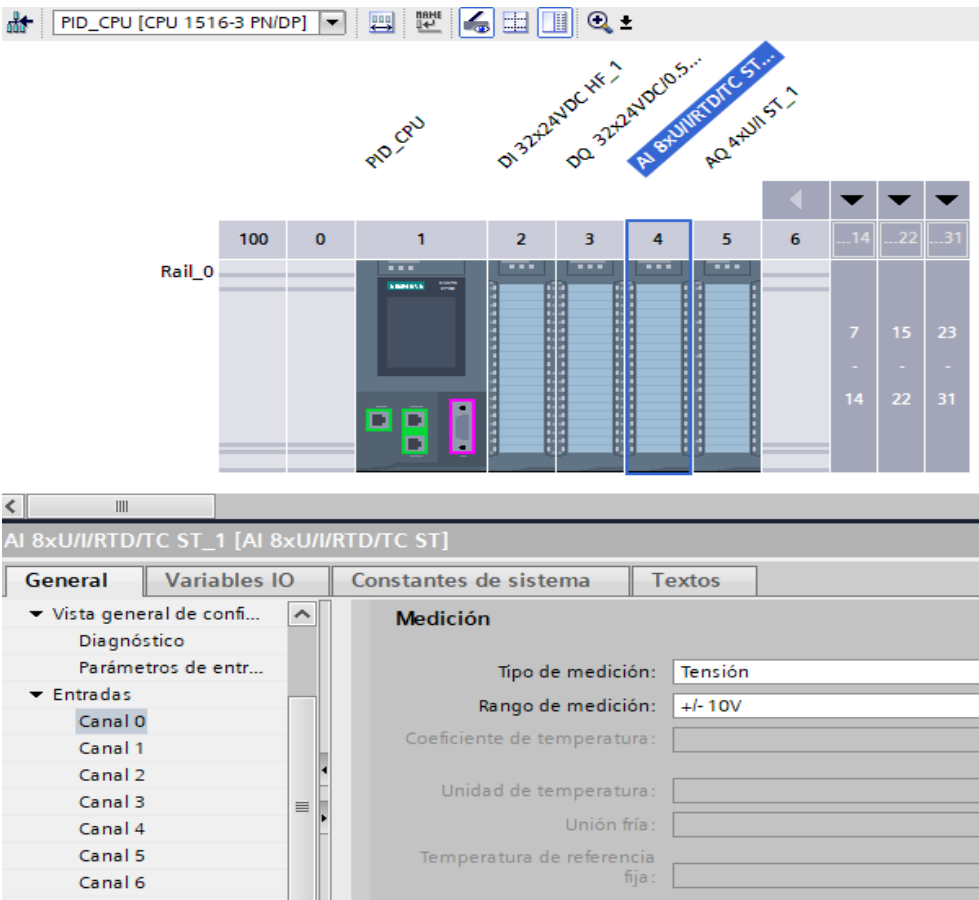 PID_CPU [CPU 1516-3 PN/DP]
NAME
PID_CPU
DI 32x24VDC HF_1
DQ 32x24VDC/0.5...
AI 8xU/I/RTD/TC ST...
AQ 4xU/I ST_1
100 0 1 2 3 4 5 6 ...14 ...22 ...31
Rail_0
SIEMENS
7 15 23
- - -
14 22 31
AI 8xU/I/RTD/TC ST_1 [AI 8xU/I/RTD/TC ST]
General Variables IO Constantes de sistema Textos
Vista general de confi...
Diagnóstico
Parámetros de entr...
Entradas
Canal 0
Canal 1
Canal 2
Canal 3
Canal 4
Canal 5
Canal 6
Medición
Tipo de medición: Tensión
Rango de medición: +/- 10V
Coeficiente de temperatura:
Unidad de temperatura:
Unión fría:
Temperatura de referencia
fija: